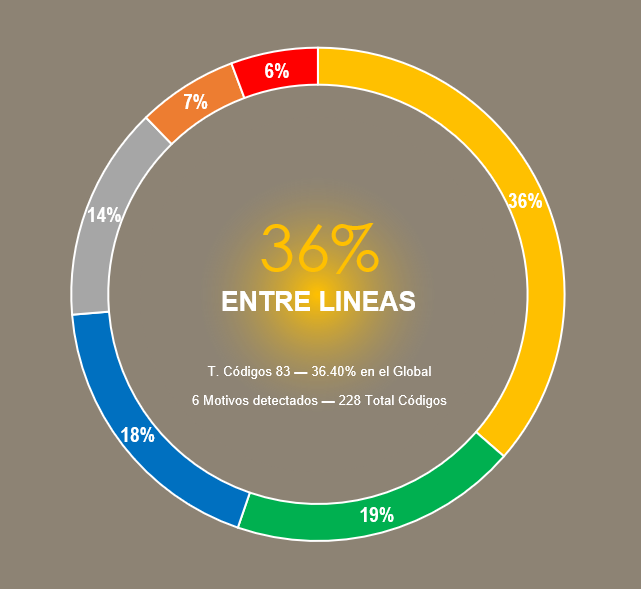 6%
7%
36%
14%
36%
ENTRE LINEAS
T. Códigos 83 — 36.40% en el Global
6 Motivos detectados — 228 Total Códigos
18%
19%